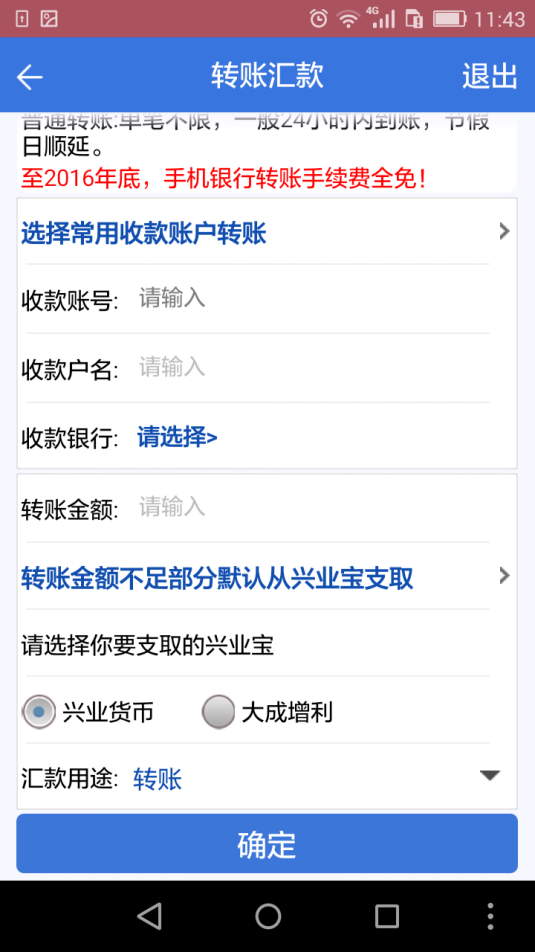 4G 11:43
转账汇款 退出
普通转账:单笔不限，一般24小时内到账，节假
日顺延。
至2016年底，手机银行转账手续费全免！
选择常用收款账户转账
收款账号: 请输入
收款户名: 请输入
收款银行: 请选择>
转账金额: 请输入
转账金额不足部分默认从兴业宝支取
请选择你要支取的兴业宝
兴业货币 大成增利
汇款用途: 转账
确定